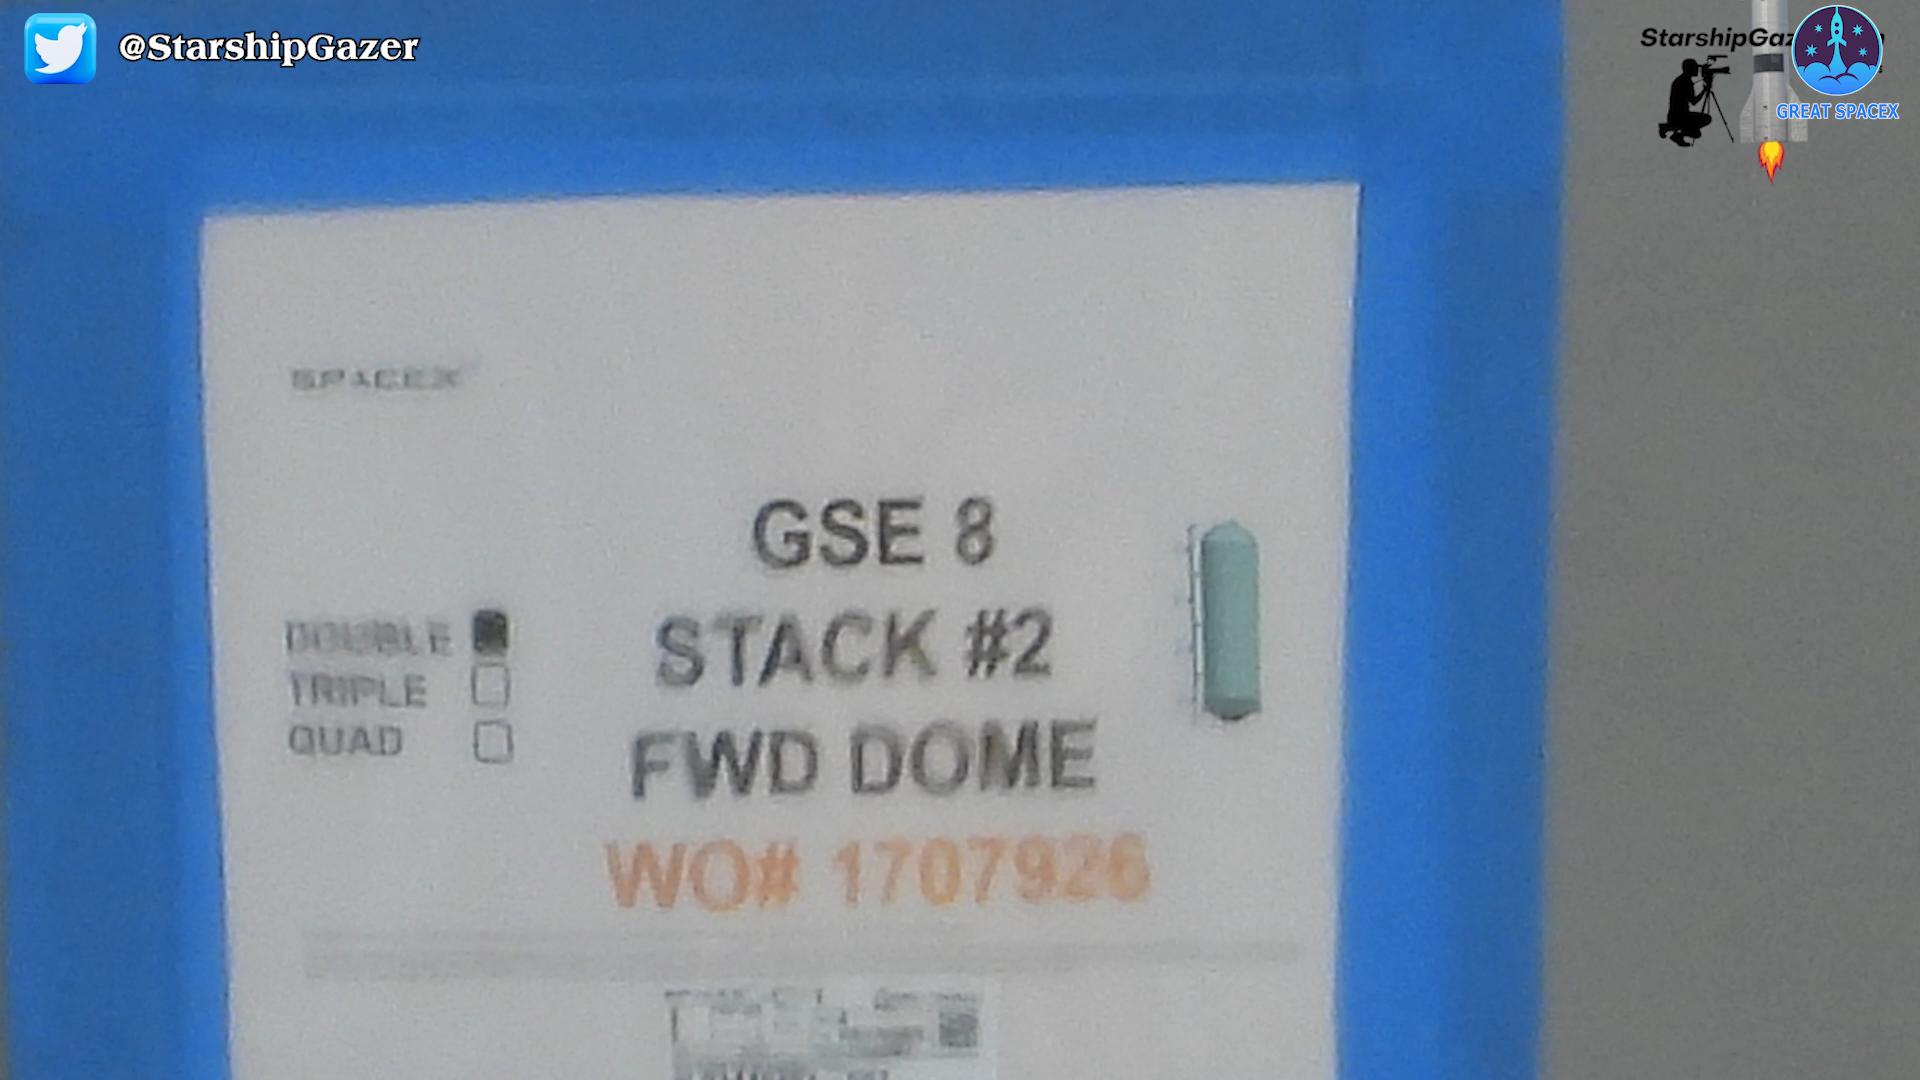 @StarshipGazer
StarshipGaz
GREAT SPACEX
SPACEX
GSE 8
STACK #2
FWD DOME
WO# 1707926
DOUBLE
TRIPLE
QUAD